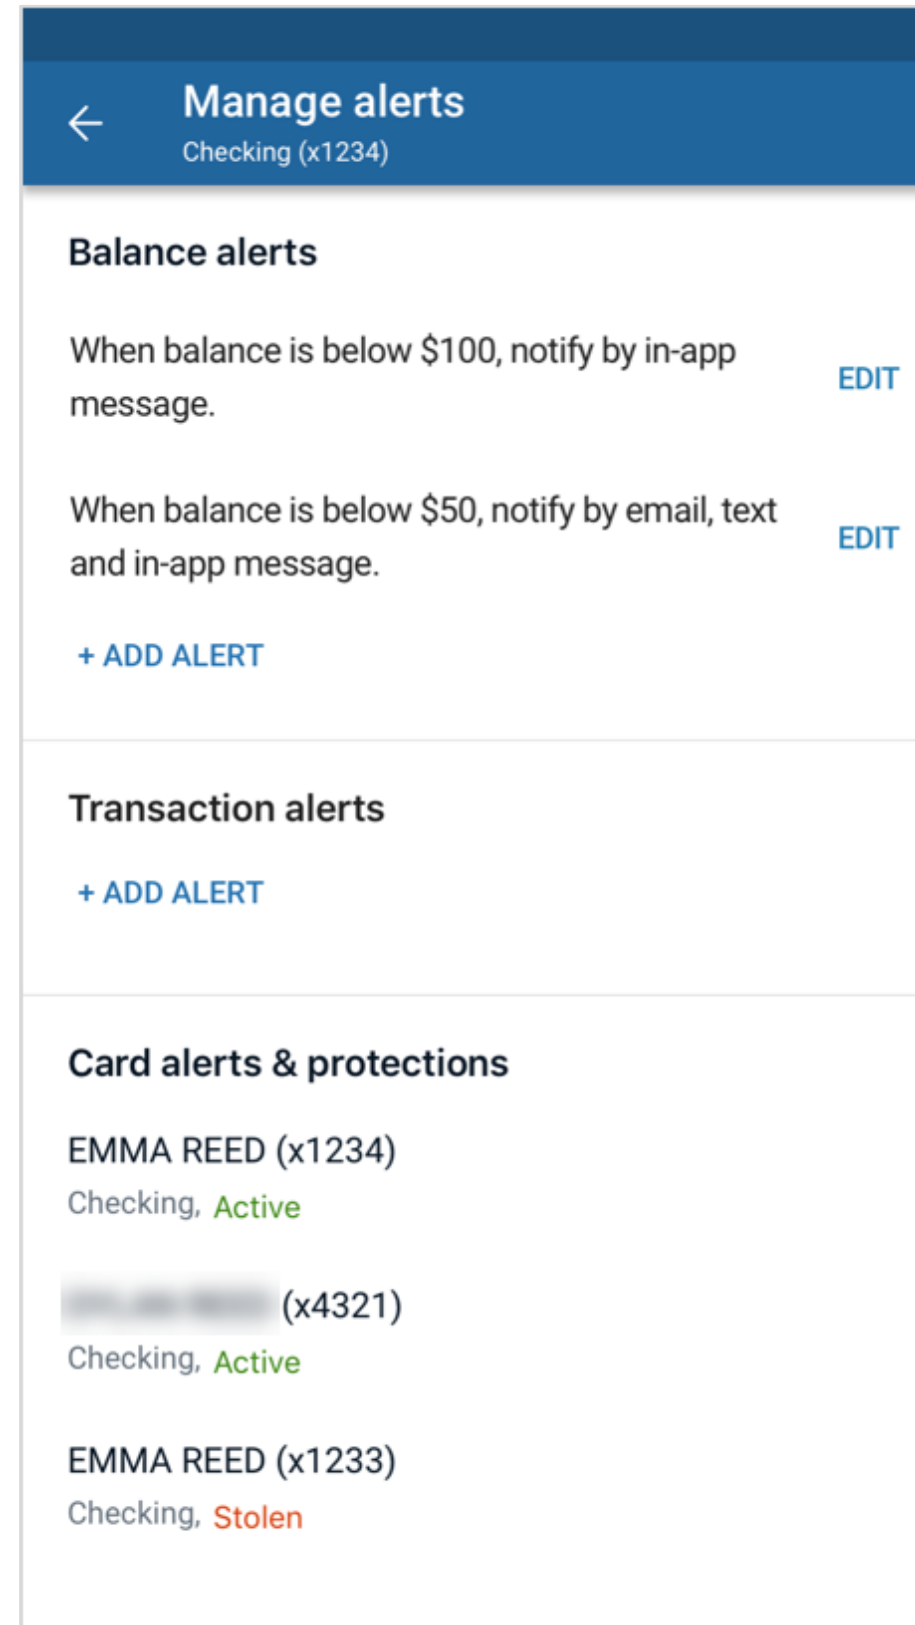 Manage alerts
Checking (x1234)
Balance alerts
When balance is below $100, notify by in-app
message.
EDIT
When balance is below $50, notify by email, text
and in-app message.
EDIT
+ ADD ALERT
Transaction alerts
+ ADD ALERT
Card alerts & protections
EMMA REED (x1234)
Checking, Active
(x4321)
Checking, Active
EMMA REED (x1233)
Checking, Stolen